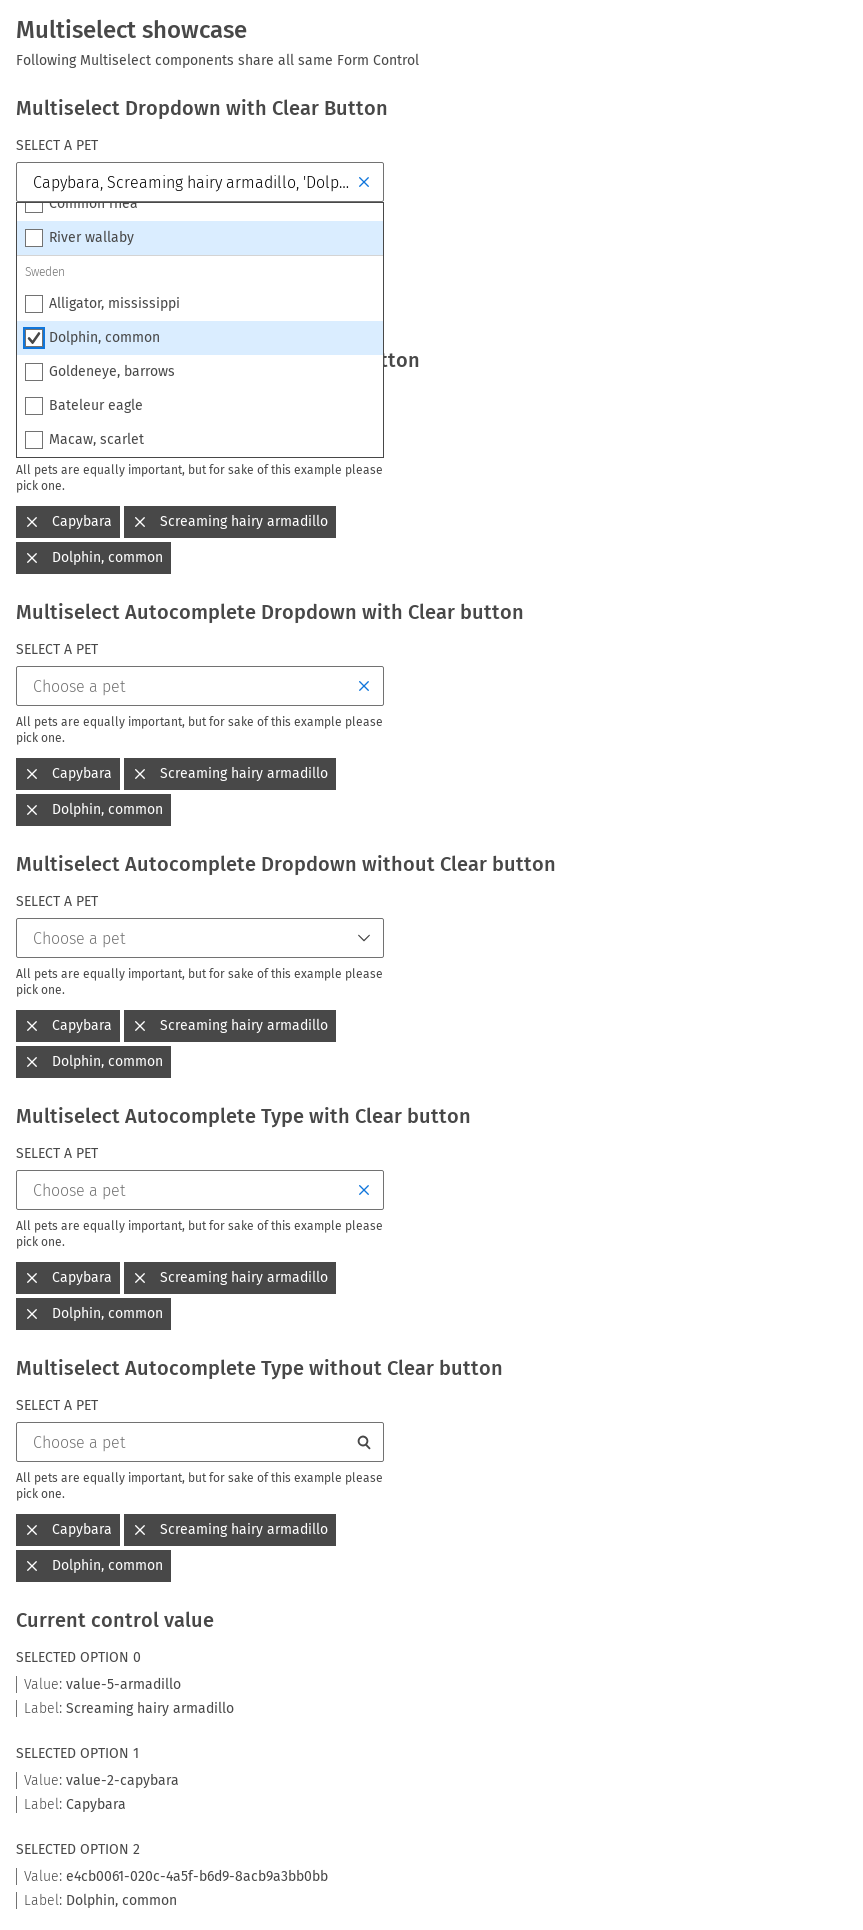 Multiselect showcase
Following Multiselect components share all same Form Control
Multiselect Dropdown with Clear Button
SELECT A PET
Capybara, Screaming hairy armadillo, 'Dolp...
Common rhea
River wallaby
Sweden
Alligator, mississippi
Dolphin, common
tton
Goldeneye, barrows
Bateleur eagle
Macaw, scarlet
All pets are equally important, but for sake of this example please
pick one.
Capybara Screaming hairy armadillo
Dolphin, common
Multiselect Autocomplete Dropdown with Clear button
SELECT A PET
Choose a pet
All pets are equally important, but for sake of this example please
pick one.
Capybara Screaming hairy armadillo
Dolphin, common
Multiselect Autocomplete Dropdown without Clear button
SELECT A PET
Choose a pet
All pets are equally important, but for sake of this example please
pick one.
Capybara Screaming hairy armadillo
Dolphin, common
Multiselect Autocomplete Type with Clear button
SELECT A PET
Choose a pet
All pets are equally important, but for sake of this example please
pick one.
Capybara Screaming hairy armadillo
Dolphin, common
Multiselect Autocomplete Type without Clear button
SELECT A PET
Choose a pet
All pets are equally important, but for sake of this example please
pick one.
Capybara Screaming hairy armadillo
Dolphin, common
Current control value
SELECTED OPTION 0
Value: value-5-armadillo
Label: Screaming hairy armadillo
SELECTED OPTION 1
Value: value-2-capybara
Label: Capybara
SELECTED OPTION 2
Value: e4cb0061-020c-4a5f-b6d9-8acb9a3bb0bb
Label: Dolphin, common